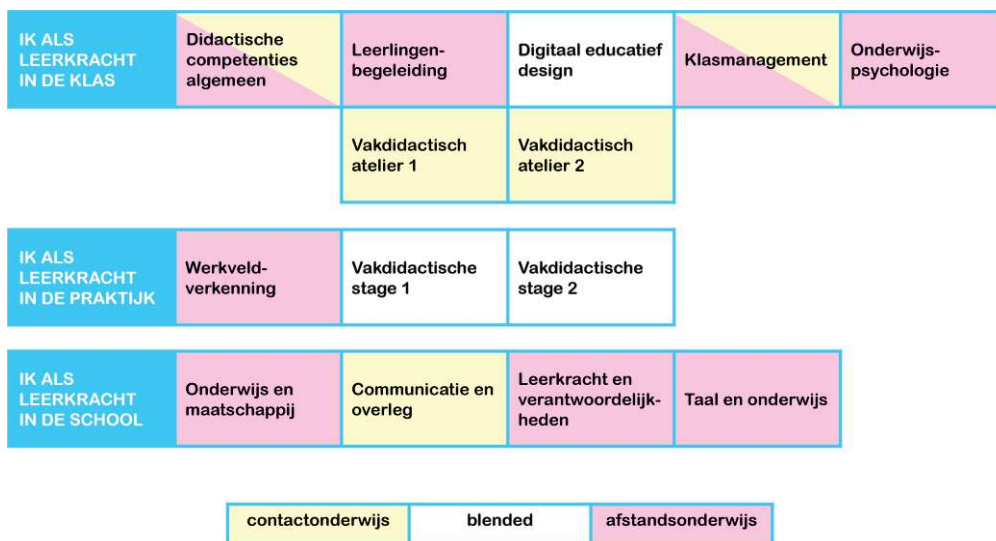 IK ALS
LEERKRACHT
IN DE KLAS
Didactische
competenties
algemeen
Leerlingen-
begeleiding
Digitaal educatief
design
Klasmanagement
Onderwijs-
psychologie
Vakdidactisch
atelier 1
Vakdidactisch
atelier 2
IK ALS
LEERKRACHT
IN DE PRAKTIJK
Werkveld-
verkenning
Vakdidactische
stage 1
Vakdidactische
stage 2
IK ALS
LEERKRACHT
IN DE SCHOOL
Onderwijs en
maatschappij
Communicatie en
overleg
Leerkracht en
verantwoordelijk-
heden
Taal en onderwijs
contactonderwijs
blended
afstandsonderwijs